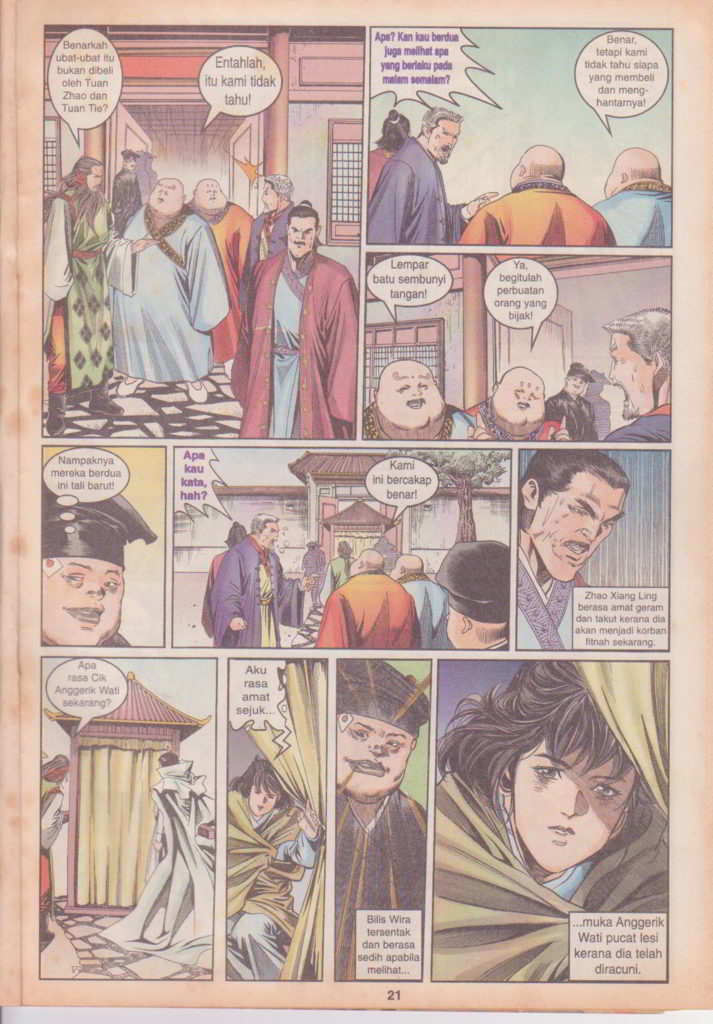 Benarkah
ubat-ubat itu
bukan dibeli
oleh Tuan
Zhao dan
Tuan Tie?
Entahlah,
itu kami tidak
tahu!
Apa? Kan kau berdua
juga melihat apa
yang berlaku pada
malam semalam?
Benar,
tetapi kami
tidak tahu siapa
yang membeli
dan meng-
hantarnya!
Lempar
batu sembunyi
tangan!
Ya,
begitulah
perbuatan
orang yang
bijak!
Nampaknya
mereka berdua
ini tali barut!
Apa
kau
kata,
hah?
Kami
ini bercakap
benar!
Zhao Xiang Ling
berasa amat geram
dan takut kerana dia
akan menjadi korban
fitnah sekarang.
Apa
rasa Cik
Anggerik Wati
sekarang?
Aku
rasa
amat
sejuk...
Bilis Wira
tersentak
dan berasa
sedih apabila
melihat...
...muka Anggerik
Wati pucat lesi
kerana dia telah
diracuni.
21